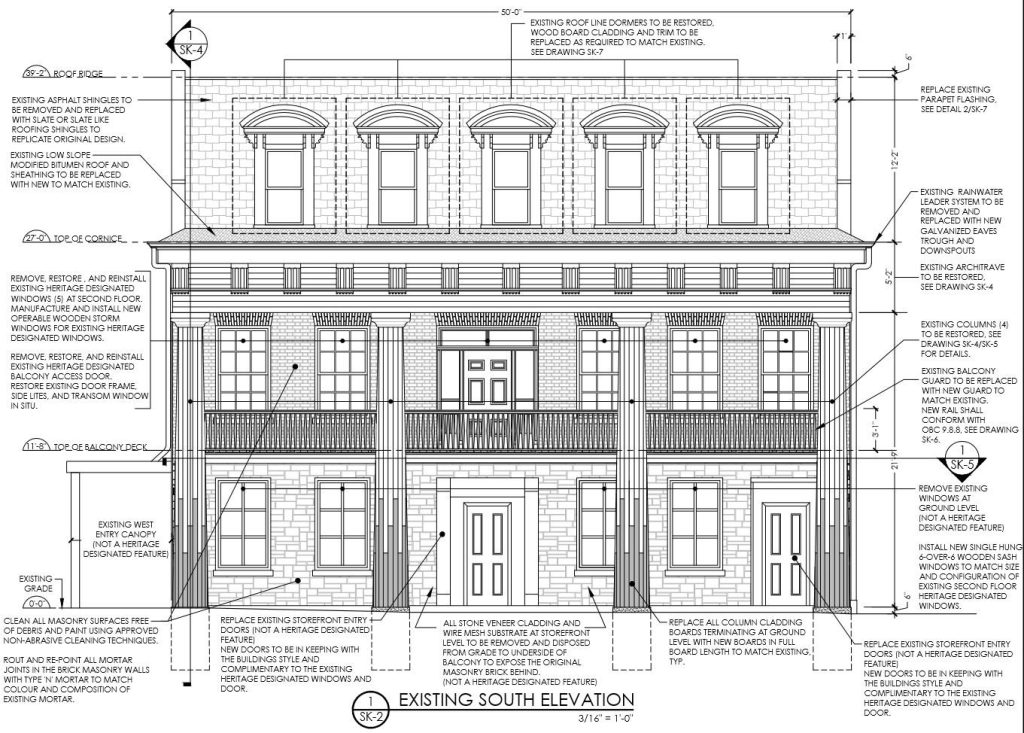 50'-0"
1
SK-4
EXISTING ROOF LINE DORMERS TO BE RESTORED,
WOOD BOARD CLADDING AND TRIM TO BE
REPLACED AS REQUIRED TO MATCH EXISTING.
SEE DRAWING SK-7
1'
6"
39'-2" ROOF RIDGE
EXISTING ASPHALT SHINGLES TO
BE REMOVED AND REPLACED
WITH SLATE OR SLATE LIKE
ROOFING SHINGLES TO
REPLICATE ORIGINAL DESIGN.
EXISTING LOW SLOPE
MODIFIED BITUMEN ROOF AND
SHEATHING TO BE REPLACED
WITH NEW TO MATCH EXISTING.
27'-0" TOP OF CORNICE
REMOVE, RESTORE , AND REINSTALL
EXISTING HERITAGE DESIGNATED
WINDOWS (5) AT SECOND FLOOR.
MANUFACTURE AND INSTALL NEW
OPERABLE WOODEN STORM
WINDOWS FOR EXISTING HERITAGE
DESIGNATED WINDOWS.
REMOVE, RESTORE, AND REINSTALL
EXISTING HERITAGE DESIGNATED
BALCONY ACCESS DOOR.
RESTORE EXISTING DOOR FRAME,
SIDE LITES, AND TRANSOM WINDOW
IN SITU.
11'-8" TOP OF BALCONY DECK
EXISTING WEST
ENTRY CANOPY
(NOT A HERITAGE
DESIGNATED FEATURE)
EXISTING
GRADE
0'-0"
CLEAN ALL MASONRY SURFACES FREE
OF DEBRIS AND PAINT USING APPROVED
NON-ABRASIVE CLEANING TECHNIQUES.
ROUT AND RE-POINT ALL MORTAR
JOINTS IN THE BRICK MASONRY WALLS
WITH TYPE 'N' MORTAR TO MATCH
COLOUR AND COMPOSITION OF
EXISTING MORTAR.
REPLACE EXISTING STOREFRONT ENTRY
DOORS (NOT A HERITAGE DESIGNATED
FEATURE)
NEW DOORS TO BE IN KEEPING WITH
THE BUILDINGS STYLE AND
COMPLIMENTARY TO THE EXISTING
HERITAGE DESIGNATED WINDOWS AND
DOOR.
ALL STONE VENEER CLADDING AND
WIRE MESH SUBSTRATE AT STOREFRONT
LEVEL TO BE REMOVED AND DISPOSED
FROM GRADE TO UNDERSIDE OF
BALCONY TO EXPOSE THE ORIGINAL
MASONRY BRICK BEHIND.
(NOT A HERITAGE DESIGNATED FEATURE)
REPLACE ALL COLUMN CLADDING
BOARDS TERMINATING AT GROUND
LEVEL WITH NEW BOARDS IN FULL
BOARD LENGTH TO MATCH EXISTING,
TYP.
REPLACE EXISTING
PARAPET FLASHING,
SEE DETAIL 2/SK-7
12'-2"
EXISTING RAINWATER
LEADER SYSTEM TO BE
REMOVED AND
REPLACED WITH NEW
GALVANIZED EAVES
TROUGH AND
DOWNSPOUTS
5'-2"
EXISTING ARCHITRAVE
TO BE RESTORED,
SEE DRAWING SK-4
EXISTING COLUMNS (4)
TO BE RESTORED, SEE
DRAWING SK-4/SK-5
FOR DETAILS.
EXISTING BALCONY
GUARD TO BE REPLACED
WITH NEW GUARD TO
MATCH EXISTING.
NEW RAIL SHALL
CONFORM WITH
OBC 9.8.8, SEE DRAWING
SK-6.
3'-1"
21'-9"
1
SK-5
REMOVE EXISTING
WINDOWS AT
GROUND LEVEL
(NOT A HERITAGE
DESIGNATED FEATURE)
INSTALL NEW SINGLE HUNG
6-OVER-6 WOODEN SASH
WINDOWS TO MATCH SIZE
AND CONFIGURATION OF
EXISTING SECOND FLOOR
HERITAGE DESIGNATED
WINDOWS.
6"
REPLACE EXISTING STOREFRONT ENTRY
DOORS (NOT A HERITAGE DESIGNATED
FEATURE)
NEW DOORS TO BE IN KEEPING WITH
THE BUILDINGS STYLE AND
COMPLIMENTARY TO THE EXISTING
HERITAGE DESIGNATED WINDOWS AND
DOOR.
1
SK-2
EXISTING SOUTH ELEVATION
3/16" = 1'-0"